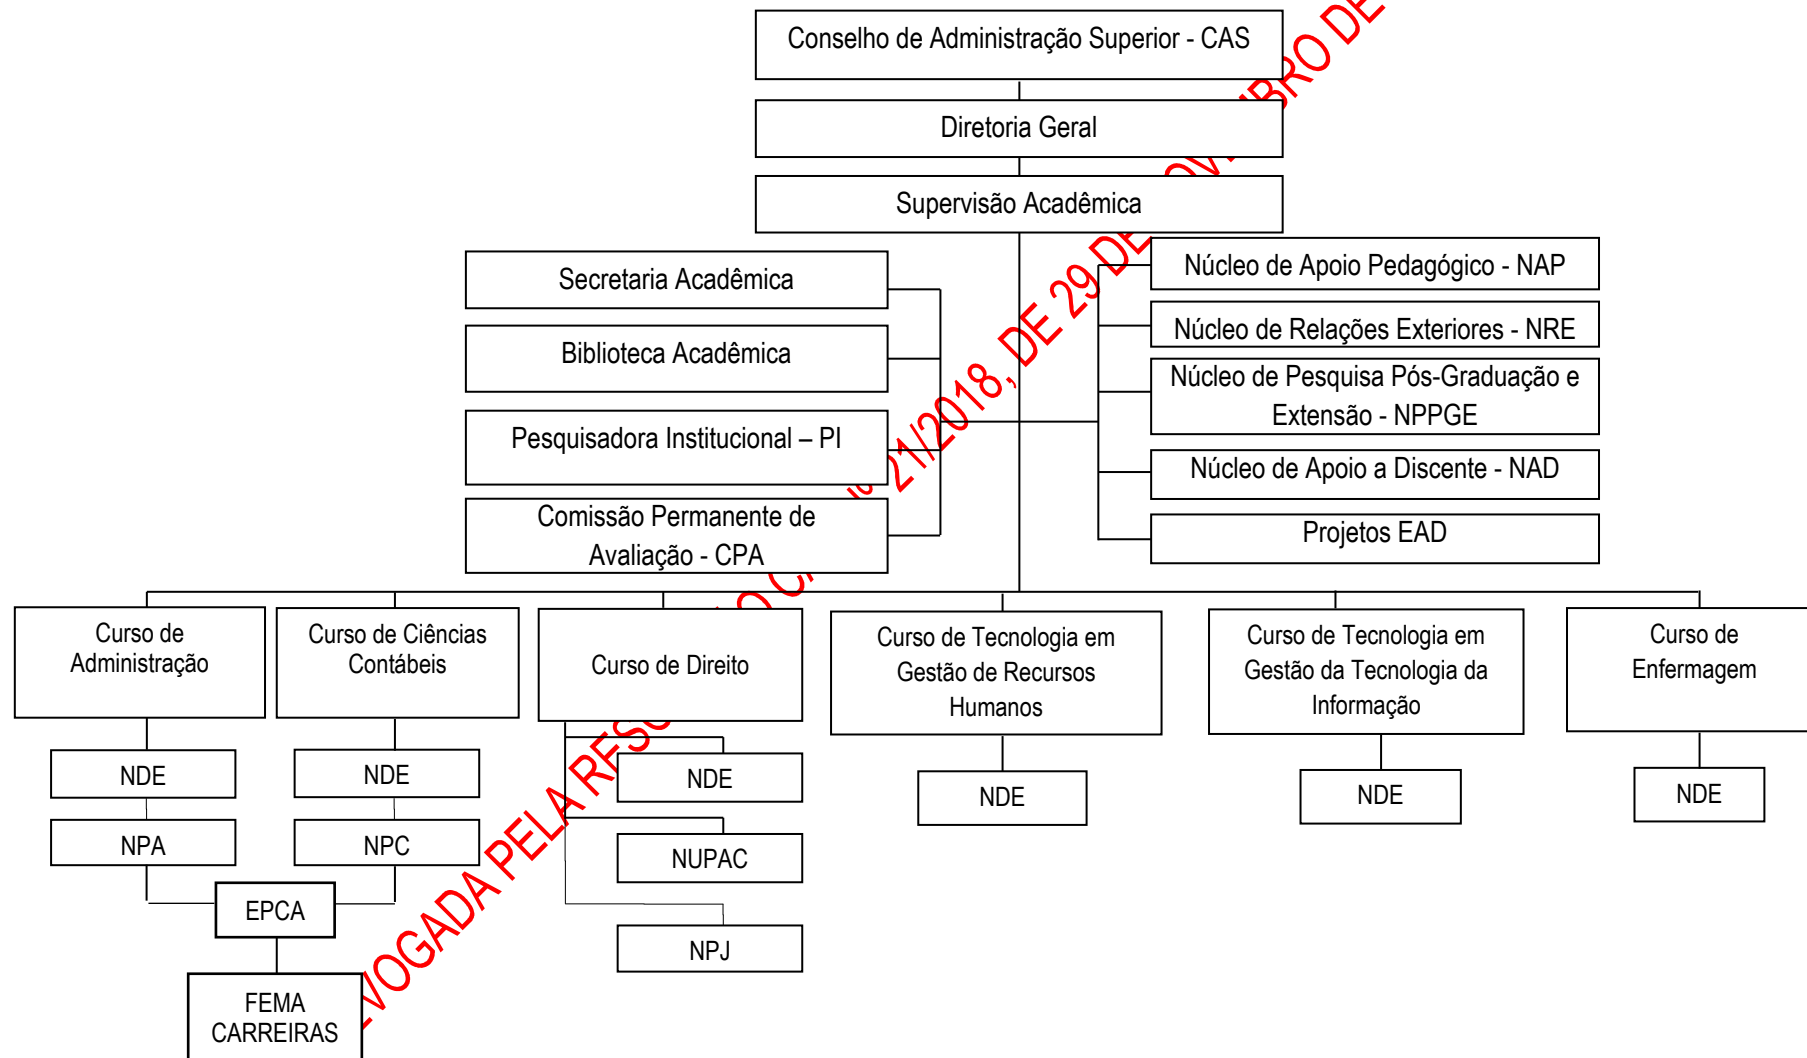 Conselho de Administração Superior - CAS
Diretoria Geral
Supervisão Acadêmica
Secretaria Acadêmica
Biblioteca Acadêmica
Pesquisadora Institucional – PI
Comissão Permanente de
Avaliação - CPA
Núcleo de Apoio Pedagógico - NAP
Núcleo de Relações Exteriores - NRE
Núcleo de Pesquisa Pós-Graduação e
Extensão - NPPGE
Núcleo de Apoio a Discente - NAD
Projetos EAD
Curso de
Administração
Curso de Ciências
Contábeis
Curso de Direito
Curso de Tecnologia em
Gestão de Recursos
Humanos
Curso de Tecnologia em
Gestão da Tecnologia da
Informação
Curso de
Enfermagem
NDE
NDE
NDE
NDE
NDE
NDE
NPA
NPC
NUPAC
EPCA
NPJ
FEMA
CARREIRAS
PELA 21/2018, DE 29 DE